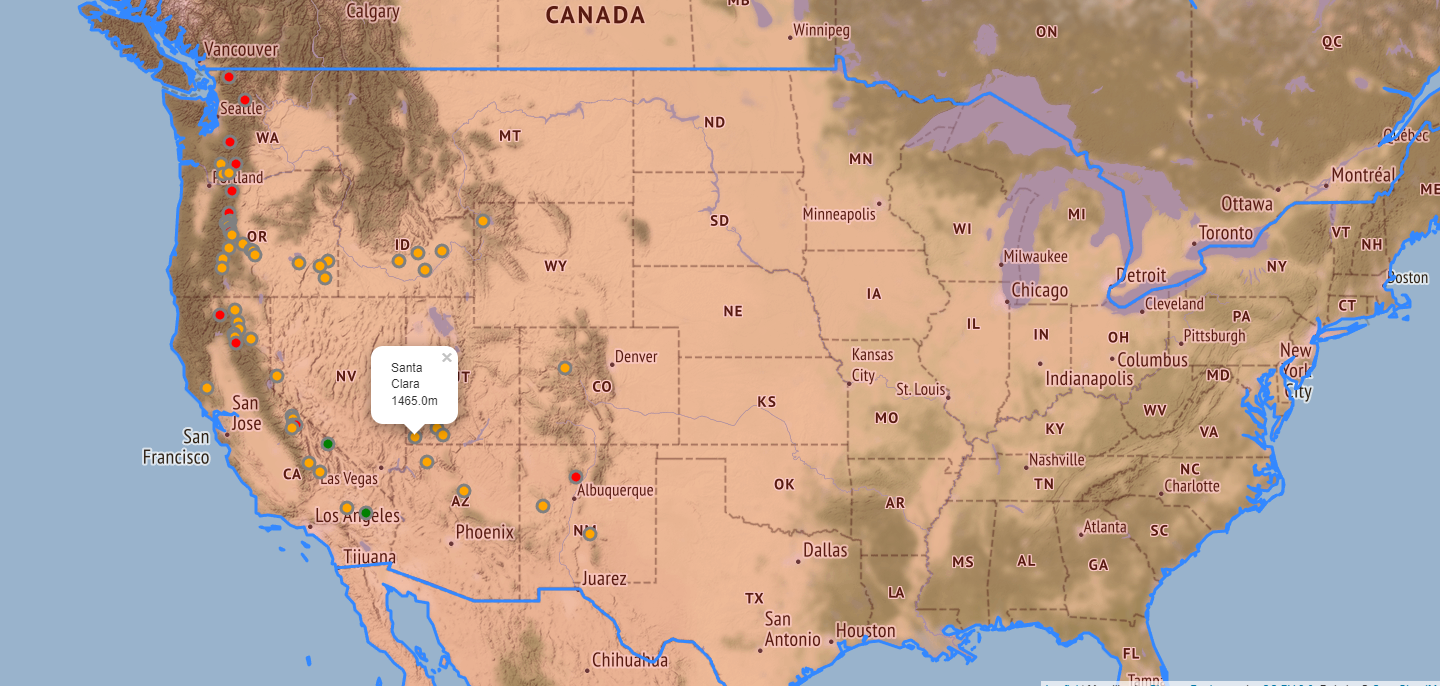 CANADA
Calgary
MB
Winnipeg
ON
QC
Vancouver
Seattle
WA
MT
ND
MN
Québec
Portland
Montréal
ME
Ottawa
SD
Minneapolis
WI
MI
Toronto
VT
NH
OR
ID
WY
Milwaukee
Detroit
NY
Boston
Chicago
Cleveland
CT
IA
NE
IL
IN
OH
PA
Pittsburgh
Columbus
New
York
City
Denver
Kansas
City
CO
NV
UT
Santa
Clara
1465.0m
×
Indianapolis
MD
St. Louis
KS
MO
WV
VA
KY
San
Jose
San
Francisco
CA
Las Vegas
Nashville
TN
NC
Charlotte
OK
AR
AZ
Albuquerque
NM
Los Angeles
Phoenix
Atlanta
SC
Tijuana
Dallas
MS
AL
GA
Juarez
LA
TX
San
Antonio
Houston
Chihuahua
FL